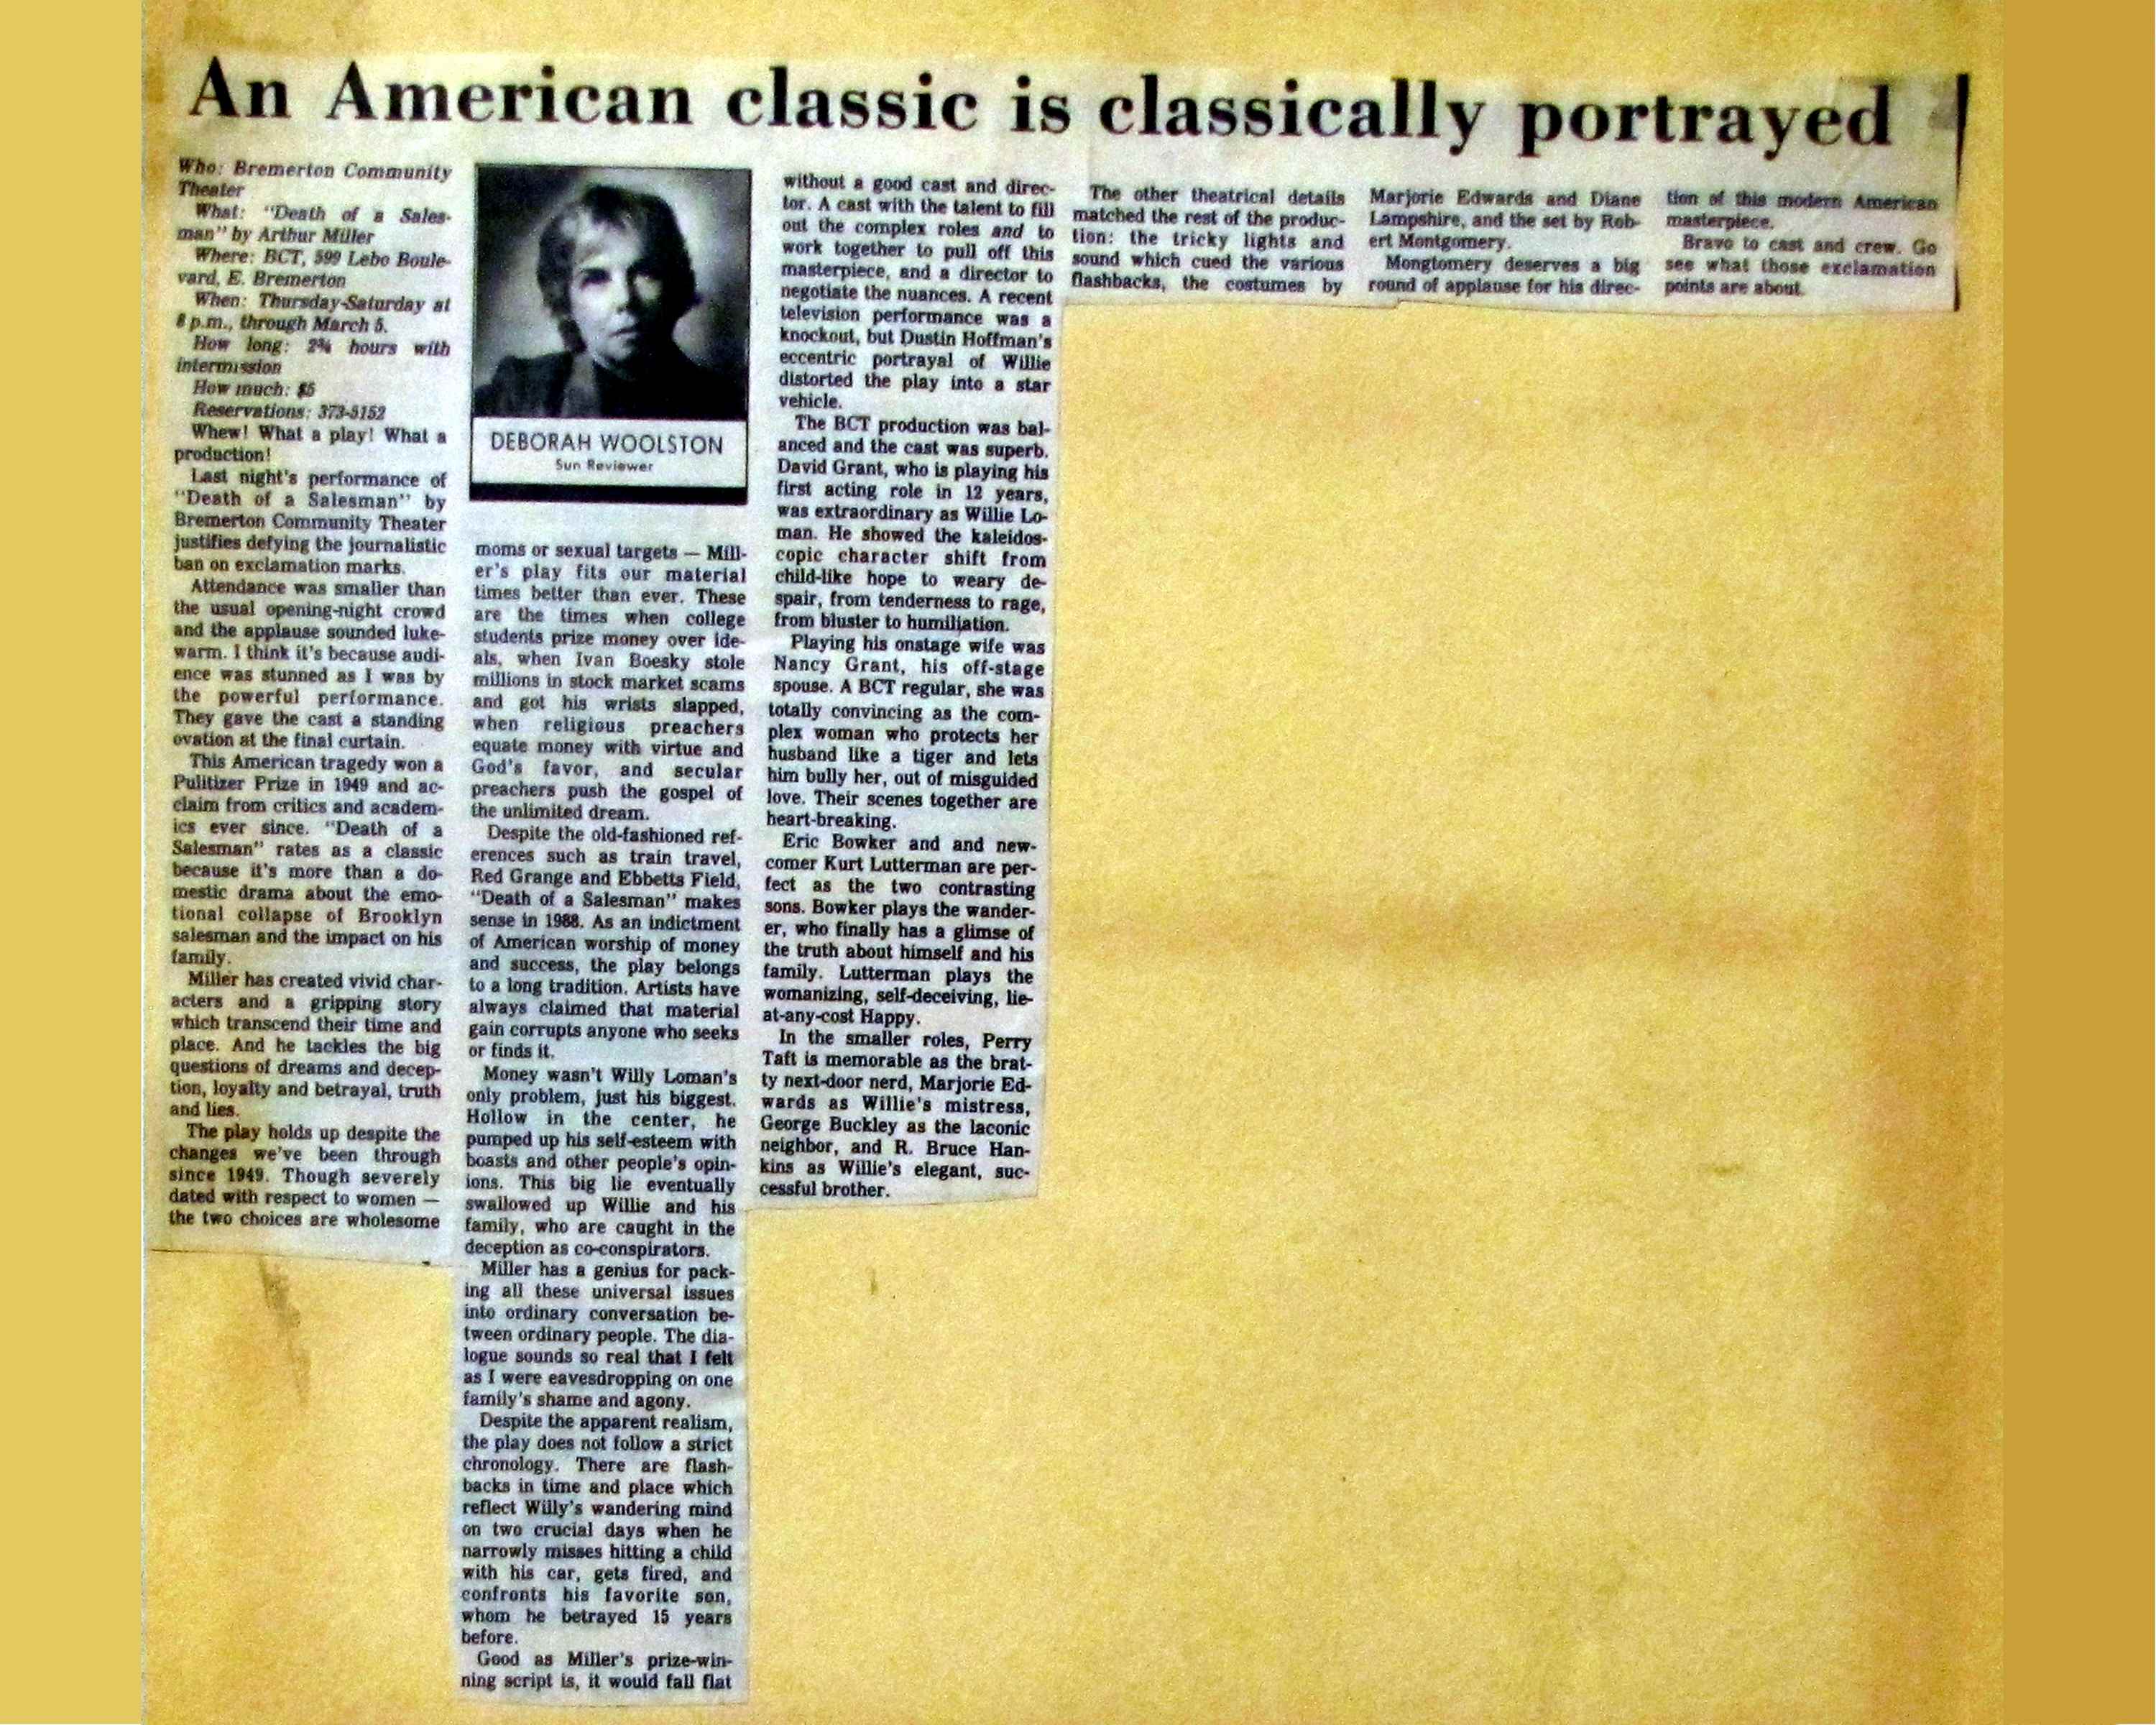 An American classic is classically portrayed
Who: Bremerton Community
Theater
What: "Death of a Sales-
man" by Arthur Miller
Where: BCT, 599 Lebo Boule-
vard, E. Bremerton
When: Thursday-Saturday at
8 p.m., through March 5.
How long: 2¾ hours with
intermission
How much: $5
Reservations: 373-5152
Whew! What a play! What a
production!
Last night's performance of
"Death of a Salesman" by
Bremerton Community Theater
justifies defying the journalistic
ban on exclamation marks.
Attendance was smaller than
the usual opening-night crowd
and the applause sounded luke-
warm. I think it's because audi-
ence was stunned as I was by
the powerful performance.
They gave the cast a standing
ovation at the final curtain.
This American tragedy won a
Pulitizer Prize in 1949 and ac-
claim from critics and academ-
ics ever since. "Death of a
Salesman" rates as a classic
because it's more than a do-
mestic drama about the emo-
tional collapse of Brooklyn
salesman and the impact on his
family.
Miller has created vivid char-
acters and a gripping story
which transcend their time and
place. And he tackles the big
questions of dreams and decep-
tion, loyalty and betrayal, truth
and lies.
The play holds up despite the
changes we've been through
since 1949. Though severely
dated with respect to women —
the two choices are wholesome
DEBORAH WOOLSTON
Sun Reviewer
moms or sexual targets — Mill-
er's play fits our material
times better than ever. These
are the times when college
students prize money over ide-
als, when Ivan Boesky stole
millions in stock market scams
and got his wrists slapped,
when religious preachers
equate money with virtue and
God's favor, and secular
preachers push the gospel of
the unlimited dream.
Despite the old-fashioned ref-
erences such as train travel,
Red Grange and Ebbetts Field,
"Death of a Salesman" makes
sense in 1988. As an indictment
of American worship of money
and success, the play belongs
to a long tradition. Artists have
always claimed that material
gain corrupts anyone who seeks
or finds it.
Money wasn't Willy Loman's
only problem, just his biggest.
Hollow in the center, he
pumped up his self-esteem with
boasts and other people's opin-
ions. This big lie eventually
swallowed up Willie and his
family, who are caught in the
deception as co-conspirators.
Miller has a genius for pack-
ing all these universal issues
into ordinary conversation be-
tween ordinary people. The dia-
logue sounds so real that I felt
as I were eavesdropping on one
family's shame and agony.
Despite the apparent realism,
the play does not follow a strict
chronology. There are flash-
backs in time and place which
reflect Willy's wandering mind
on two crucial days when he
narrowly misses hitting a child
with his car, gets fired, and
confronts his favorite son,
whom he betrayed 15 years
before.
Good as Miller's prize-win-
ning script is, it would fall flat
without a good cast and direc-
tor. A cast with the talent to fill
out the complex roles and to
work together to pull off this
masterpiece, and a director to
negotiate the nuances. A recent
television performance was a
knockout, but Dustin Hoffman's
eccentric portrayal of Willie
distorted the play into a star
vehicle.
The BCT production was bal-
anced and the cast was superb.
David Grant, who is playing his
first acting role in 12 years,
was extraordinary as Willie Lo-
man. He showed the kaleidos-
copic character shift from
child-like hope to weary de-
spair, from tenderness to rage,
from bluster to humiliation.
Playing his onstage wife was
Nancy Grant, his off-stage
spouse. A BCT regular, she was
totally convincing as the com-
plex woman who protects her
husband like a tiger and lets
him bully her, out of misguided
love. Their scenes together are
heart-breaking.
Eric Bowker and and new-
comer Kurt Lutterman are per-
fect as the two contrasting
sons. Bowker plays the wander-
er, who finally has a glimse of
the truth about himself and his
family. Lutterman plays the
womanizing, self-deceiving, lie-
at-any-cost Happy.
In the smaller roles, Perry
Taft is memorable as the brat-
ty next-door nerd, Marjorie Ed-
wards as Willie's mistress,
George Buckley as the laconic
neighbor, and R. Bruce Han-
kins as Willie's elegant, suc-
cessful brother.
The other theatrical details
matched the rest of the produc-
tion: the tricky lights and
sound which cued the various
flashbacks, the costumes by
Marjorie Edwards and Diane
Lampshire, and the set by Rob-
ert Montgomery.
Mongtomery deserves a big
round of applause for his direc-
tion of this modern American
masterpiece.
Bravo to cast and crew. Go
see what those exclamation
points are about.